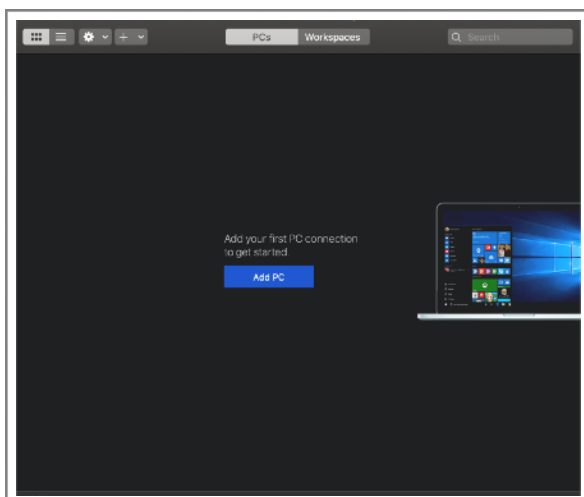 PCs
Workspaces
Search
Add your first PC connection
to get started.
Add PC